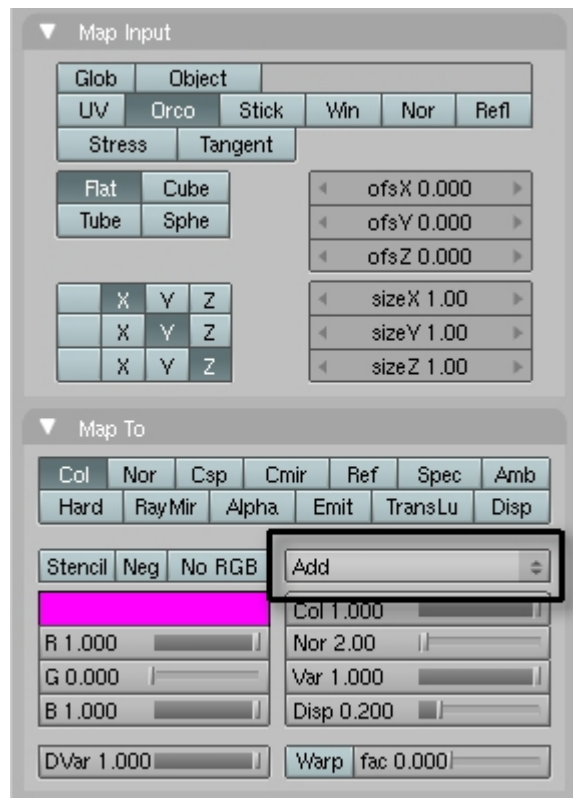 Map Input
Glob Object
UV Orco Stick Win Nor Refl
Stress Tangent
Flat Cube
Tube Sphe
ofsX 0.000
ofsY 0.000
ofsZ 0.000
X Y Z
X Y Z
X Y Z
sizeX 1.00
sizeY 1.00
sizeZ 1.00
Map To
Col Nor Csp Cmir Ref Spec Amb
Hard RayMir Alpha Emit TransLu Disp
Stencil Neg No RGB Add
Col 1.000
R 1.000 Nor 2.00
G 0.000 Var 1.000
B 1.000 Disp 0.200
DVar 1.000 Warp fac 0.000